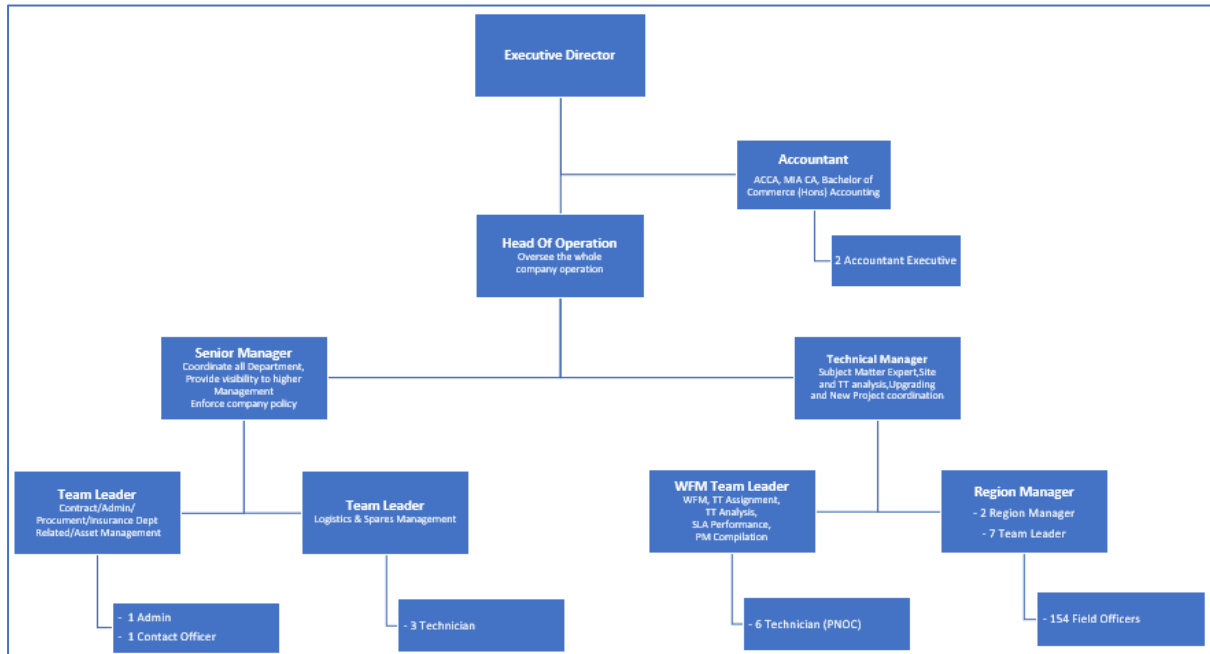 Executive Director
Accountant
ACCA, MIA CA, Bachelor of
Commerce (Hons) Accounting
Head Of Operation
Oversee the whole
company operation
2 Accountant Executive
Senior Manager
Coordinate all Department,
Provide visibility to higher
Management
Enforce company policy
Technical Manager
Subject Matter Expert,Site
and TT analysis,Upgrading
and New Project coordination
Team Leader
Contract/Admin/
Procument/Insurance Dept
Related/Asset Management
Team Leader
Logistics & Spares Management
WFM Team Leader
WFM, TT Assignment,
TT Analysis,
SLA Performance,
PM Compilation
Region Manager
- 2 Region Manager
- 7 Team Leader
- 1 Admin
- 1 Contact Officer
- 3 Technician
- 6 Technician (PNOC)
- 154 Field Officers